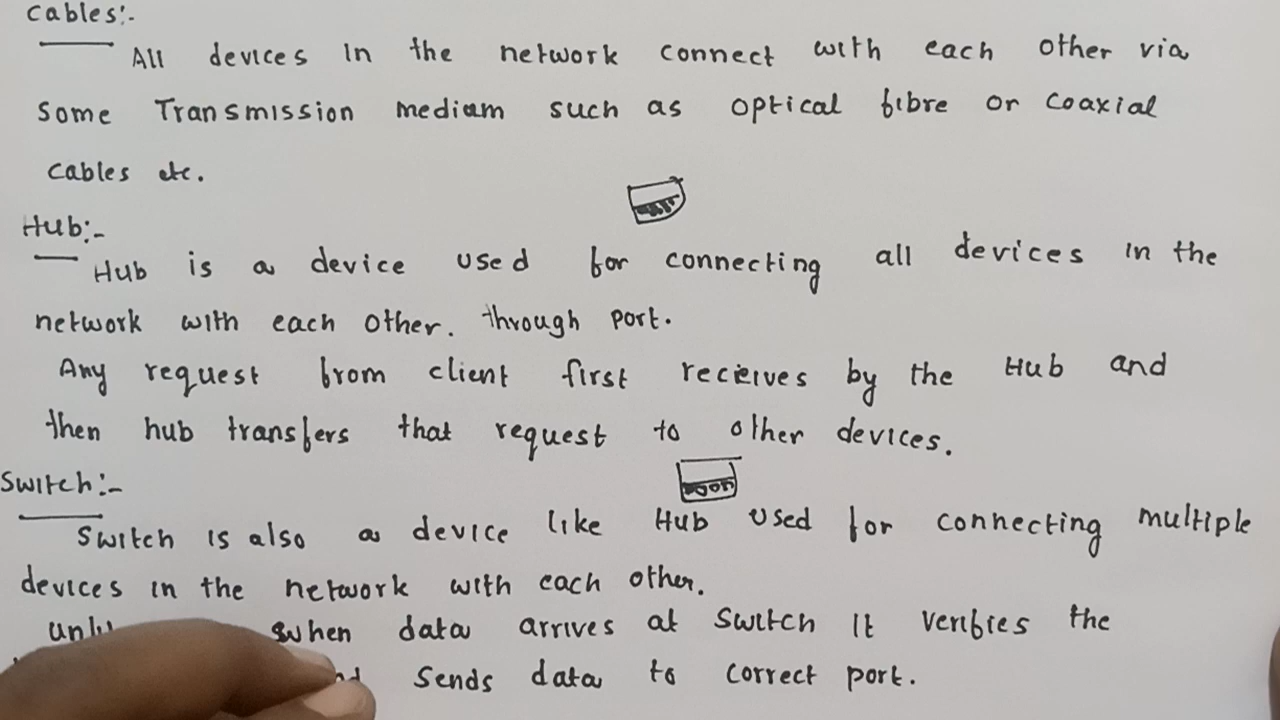 Cables:-
All devices in the network connect with each other via
Some Transmission mediam such as optical fibre or coaxial
cables etc.
Hub:-
Hub is a device used for connecting all devices in the
network with each other. through port.
Any request from client first recieives by the Hub and
then hub transfers that request to other devices.
Switch:-
Switch is also a device like Hub used for connecting multiple
devices in the network with each other.
when data arrives at switch it verifies the
sends data to correct port.